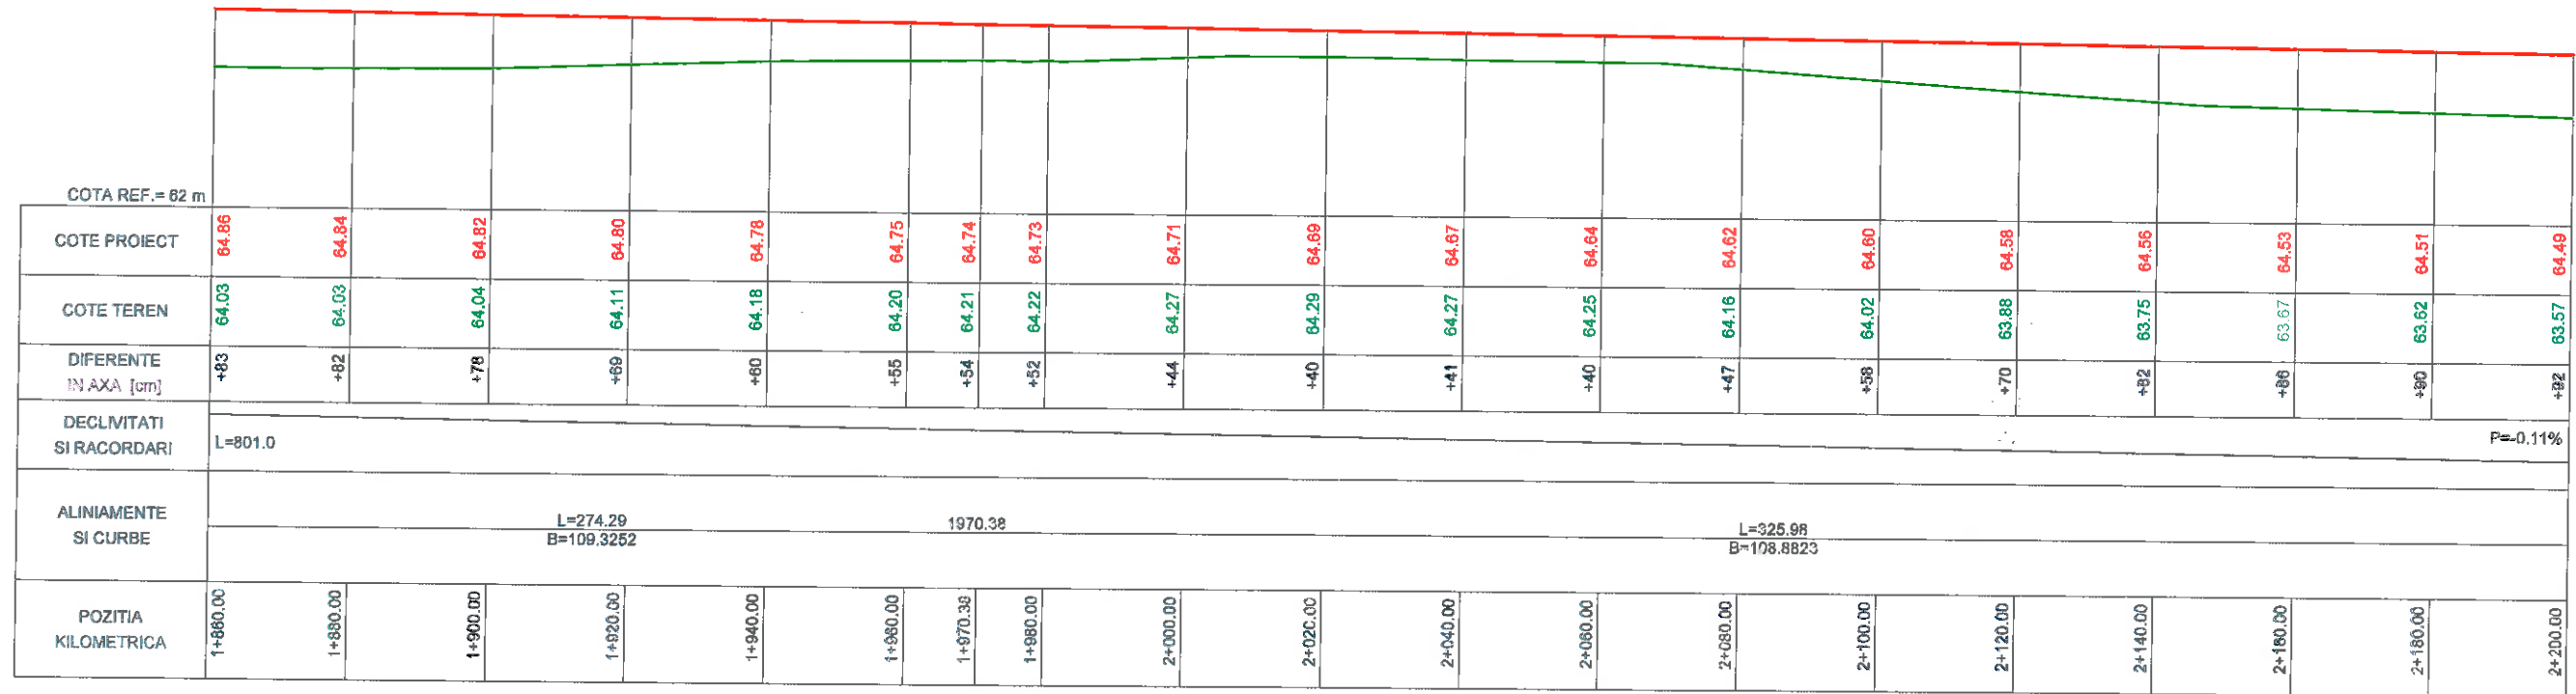 COTA REF.= 62 m
COTE PROIECT 64.86 64.84 64.82 64.80 64.78 64.75 64.74 64.73 64.71 64.69 64.67 64.64 64.62 64.60 64.58 64.56 64.53 64.51 64.49
COTE TEREN 64.03 64.03 64.04 64.11 64.18 64.20 64.21 64.22 64.27 64.29 64.27 64.25 64.16 64.02 63.88 63.75 63.67 63.62 63.57
DIFERENTE
IN AXA [cm] +83 +82 +78 +69 +60 +55 +54 +52 +44 +40 +41 +40 +47 +58 +70 +82 +86 +90 +92
DECLIVITATI
SI RACORDARI L=801.0 P=-0.11%
ALINIAMENTE
SI CURBE
L=274.29 1970.38 L=325.98
B=109.3252 B=108.8823
POZITIA
KILOMETRICA 1+860.00 1+880.00 1+900.00 1+920.00 1+940.00 1+960.00 1+970.38 1+980.00 2+000.00 2+020.00 2+040.00 2+060.00 2+080.00 2+100.00 2+120.00 2+140.00 2+160.00 2+180.00 2+200.00